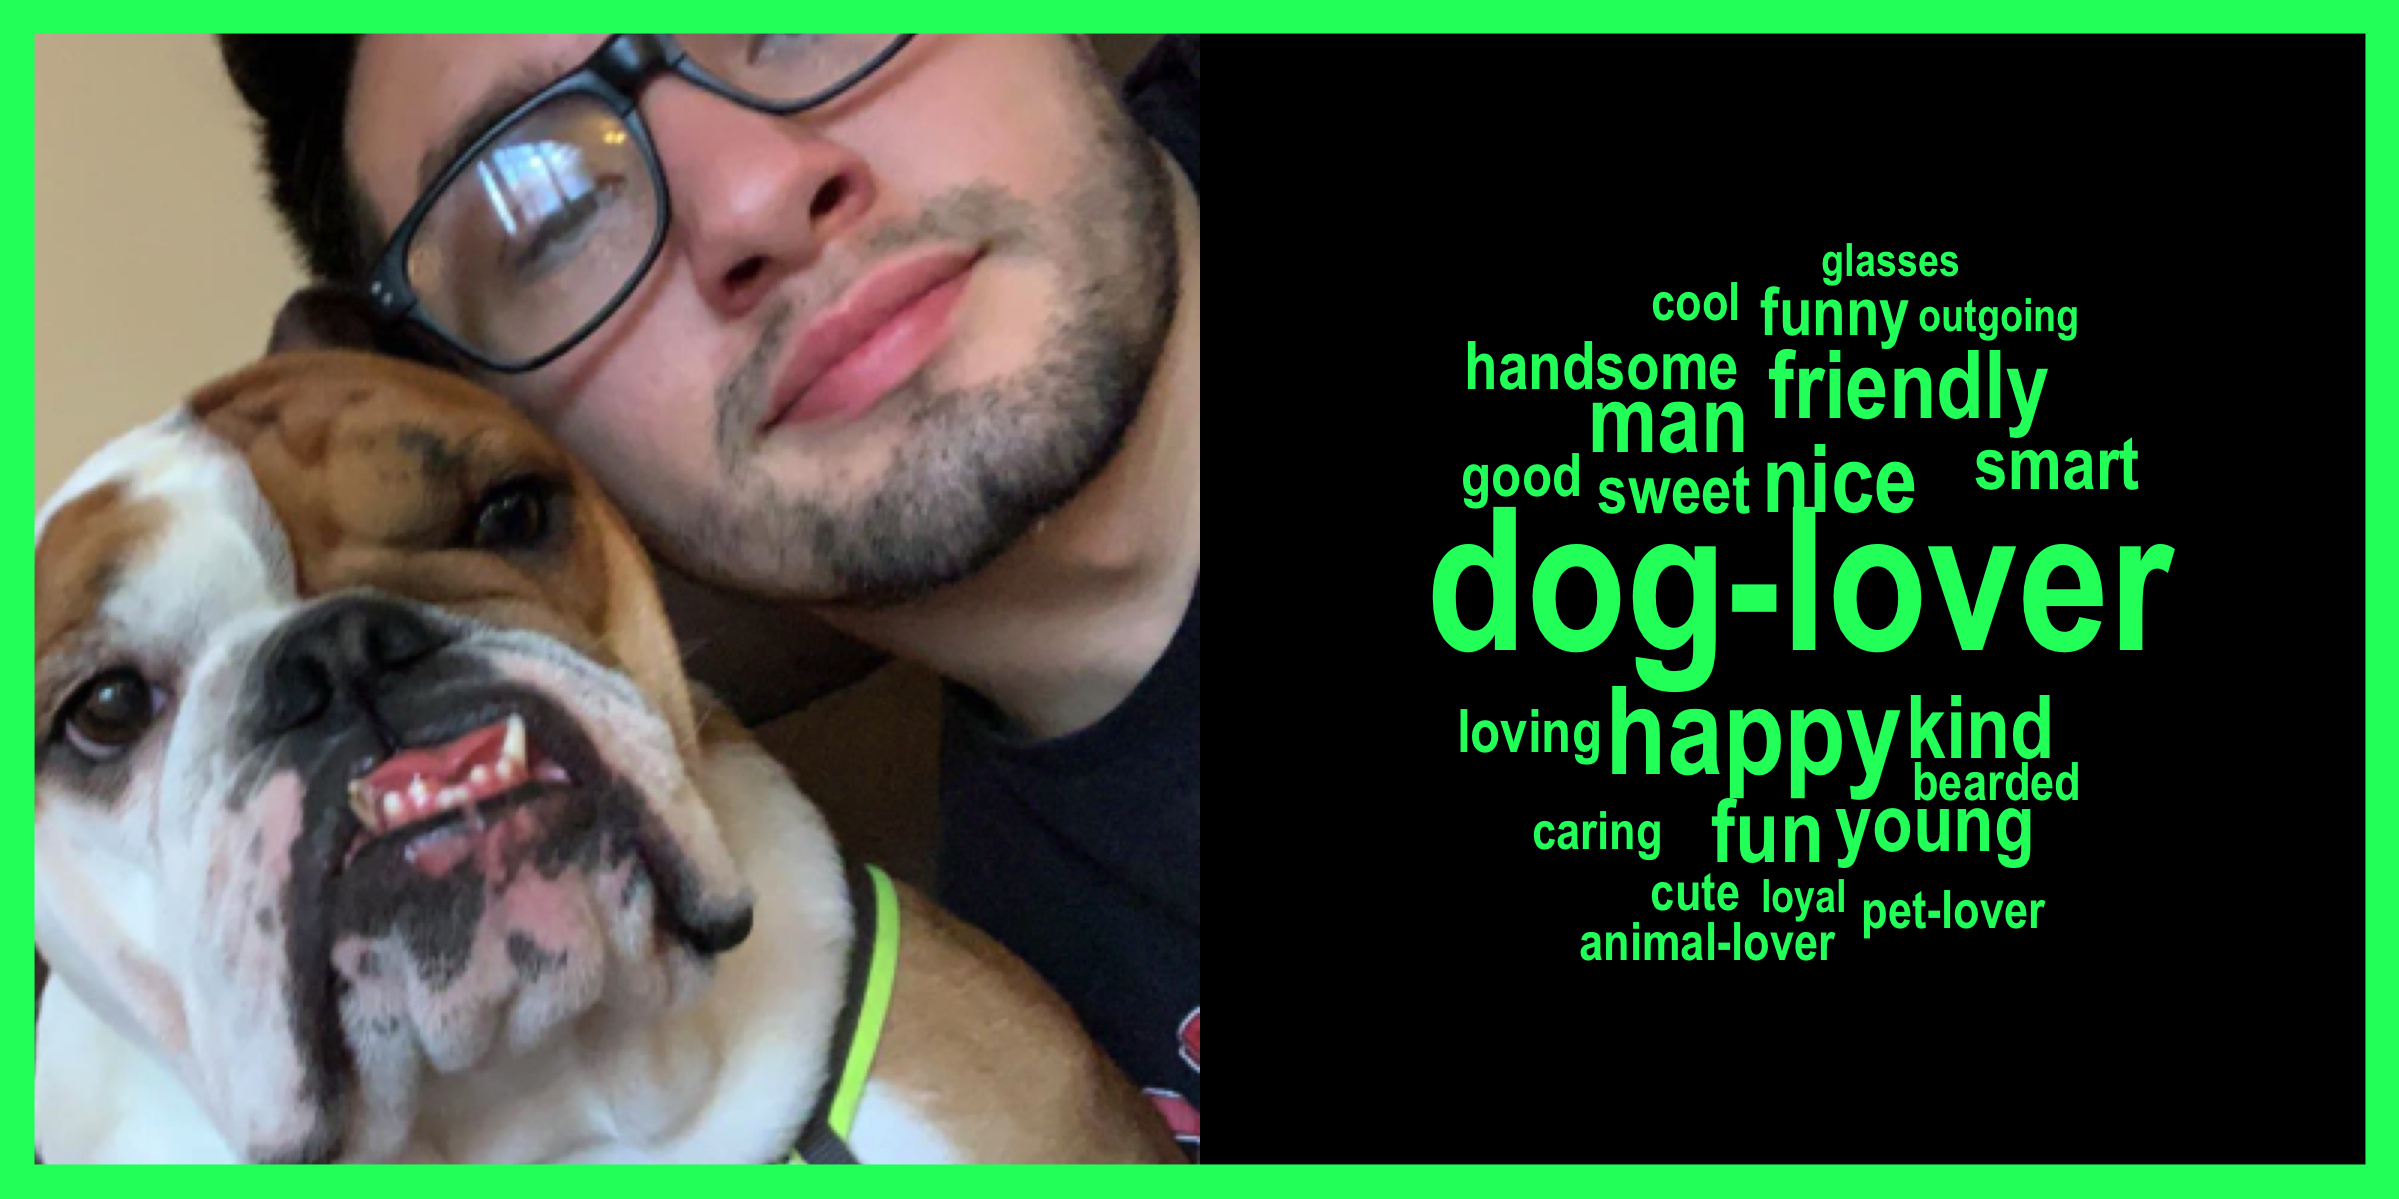 glasses
cool funny outgoing
handsome friendly
man
good sweet nice smart
dog-lover
loving happy kind
bearded
caring fun young
cute loyal pet-lover
animal-lover